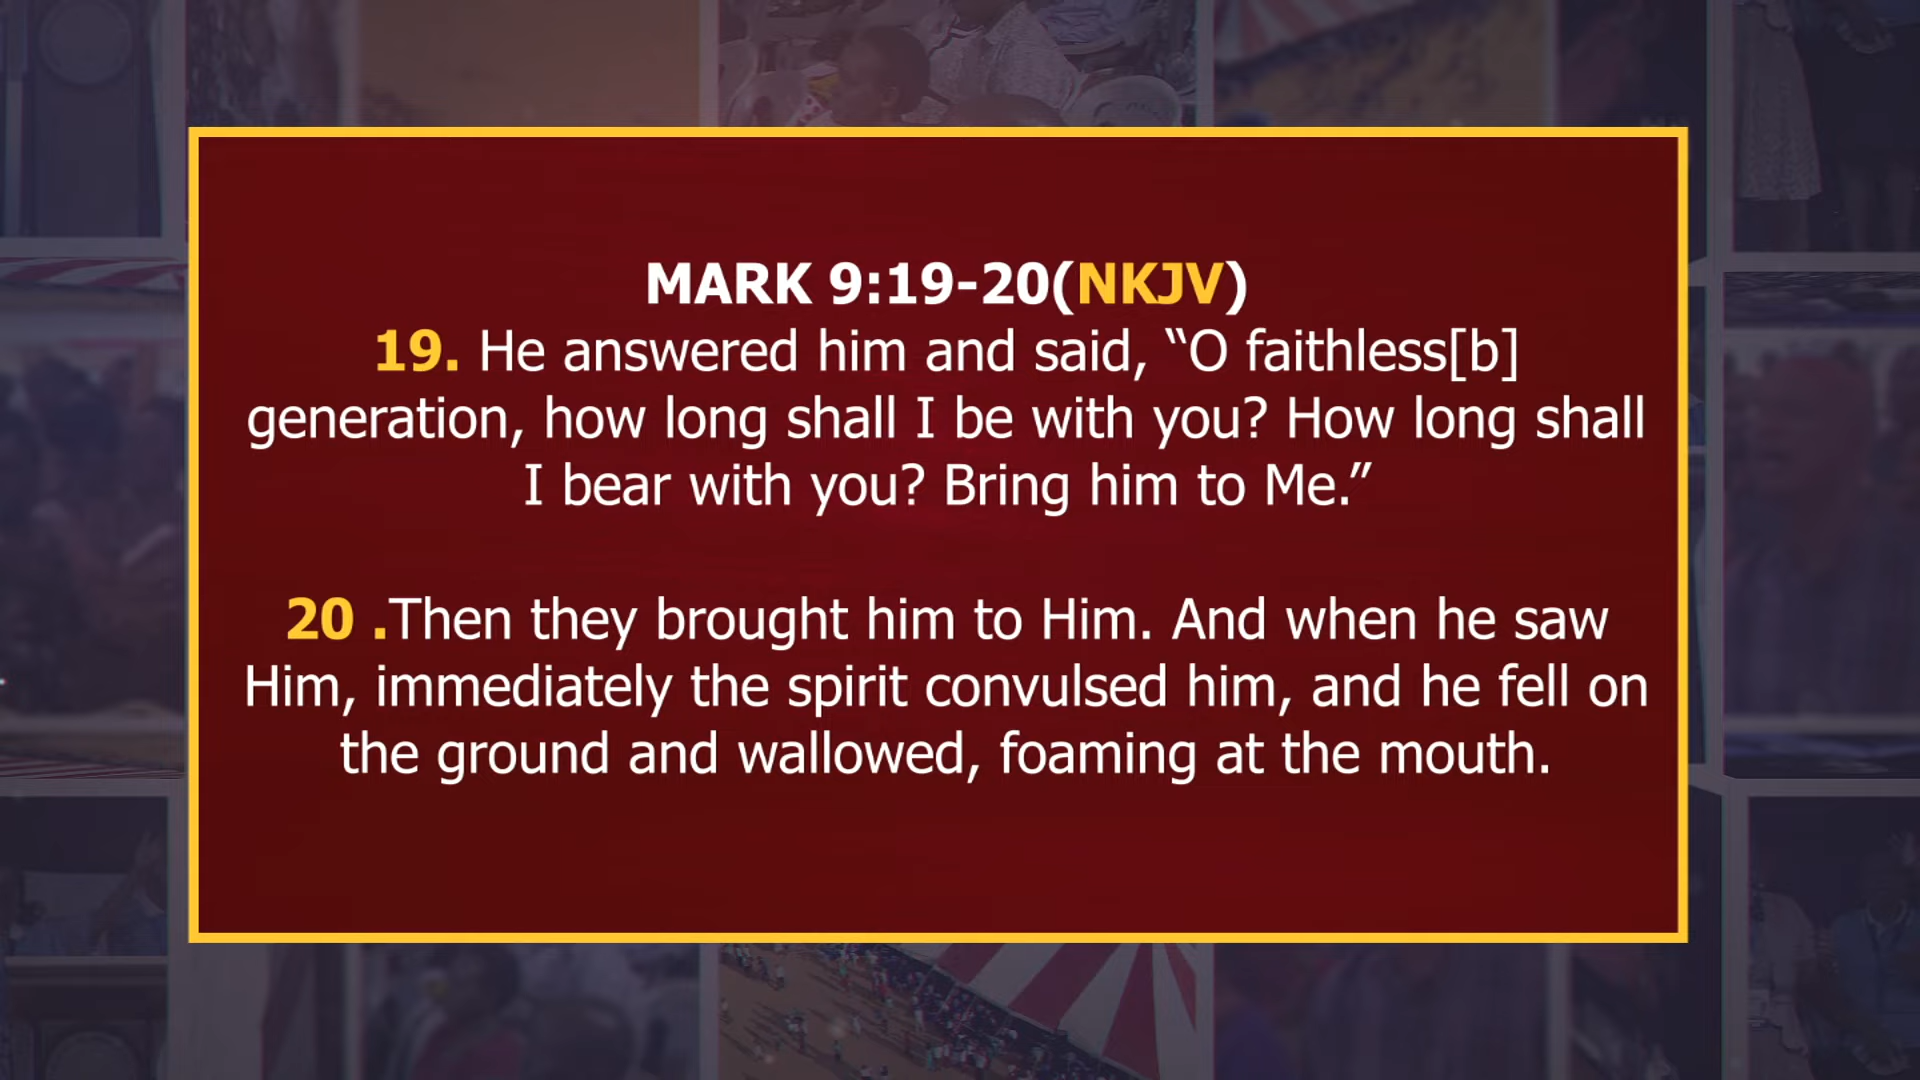 MARK 9:19-20(NKJV)
19. He answered him and said, “O faithless[b]
generation, how long shall I be with you? How long shall
I bear with you? Bring him to Me.”
20 .Then they brought him to Him. And when he saw
Him, immediately the spirit convulsed him, and he fell on
the ground and wallowed, foaming at the mouth.